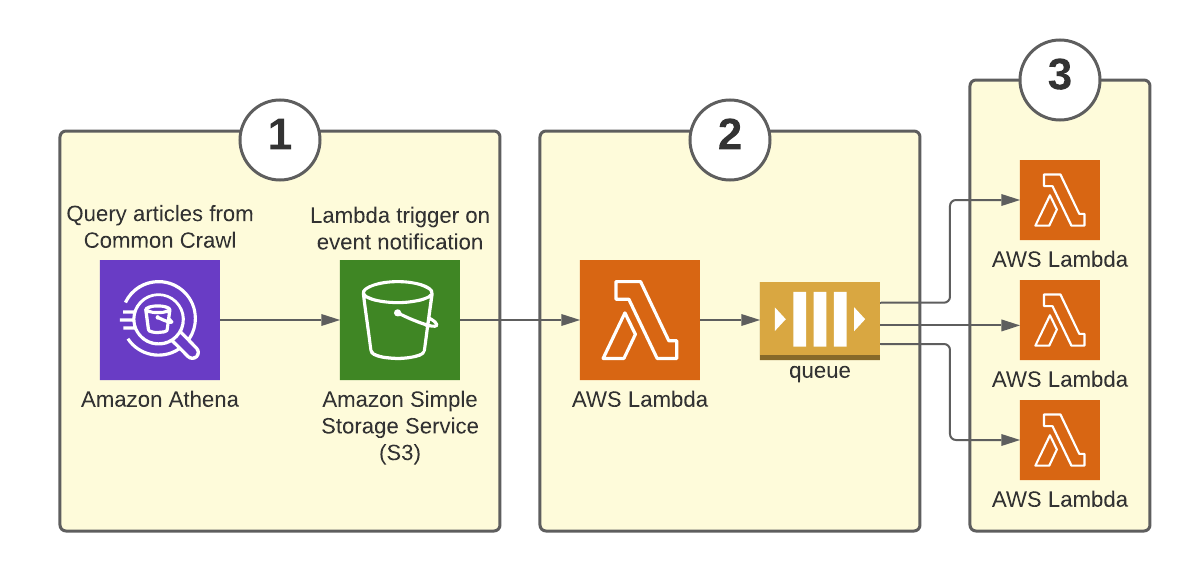 1
2
3
Query articles from
Common Crawl
Lambda trigger on
event notification
Amazon Athena
Amazon Simple
Storage Service
(S3)
AWS Lambda
queue
AWS Lambda
AWS Lambda
AWS Lambda